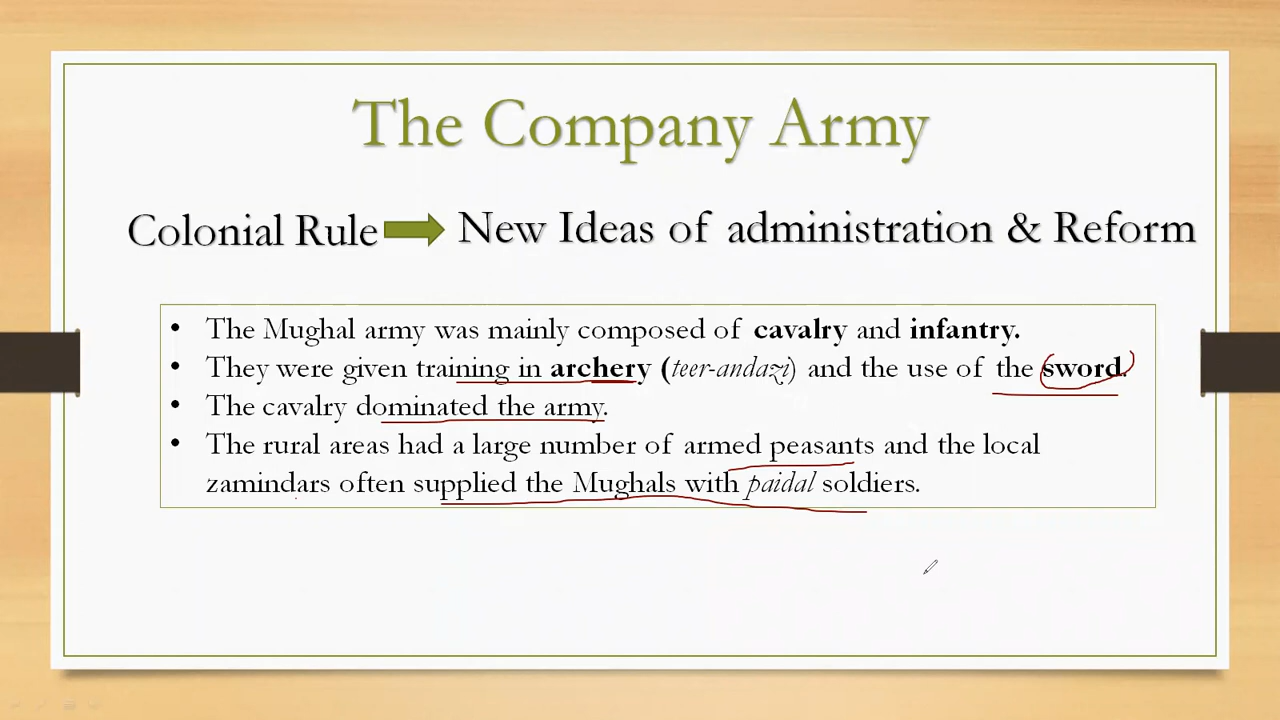 The Company Army
Colonial Rule New Ideas of administration & Reform
• The Mughal army was mainly composed of cavalry and infantry.
• They were given training in archery (teer-andazi) and the use of the sword.
• The cavalry dominated the army.
• The rural areas had a large number of armed peasants and the local
zamindars often supplied the Mughals with paidal soldiers.